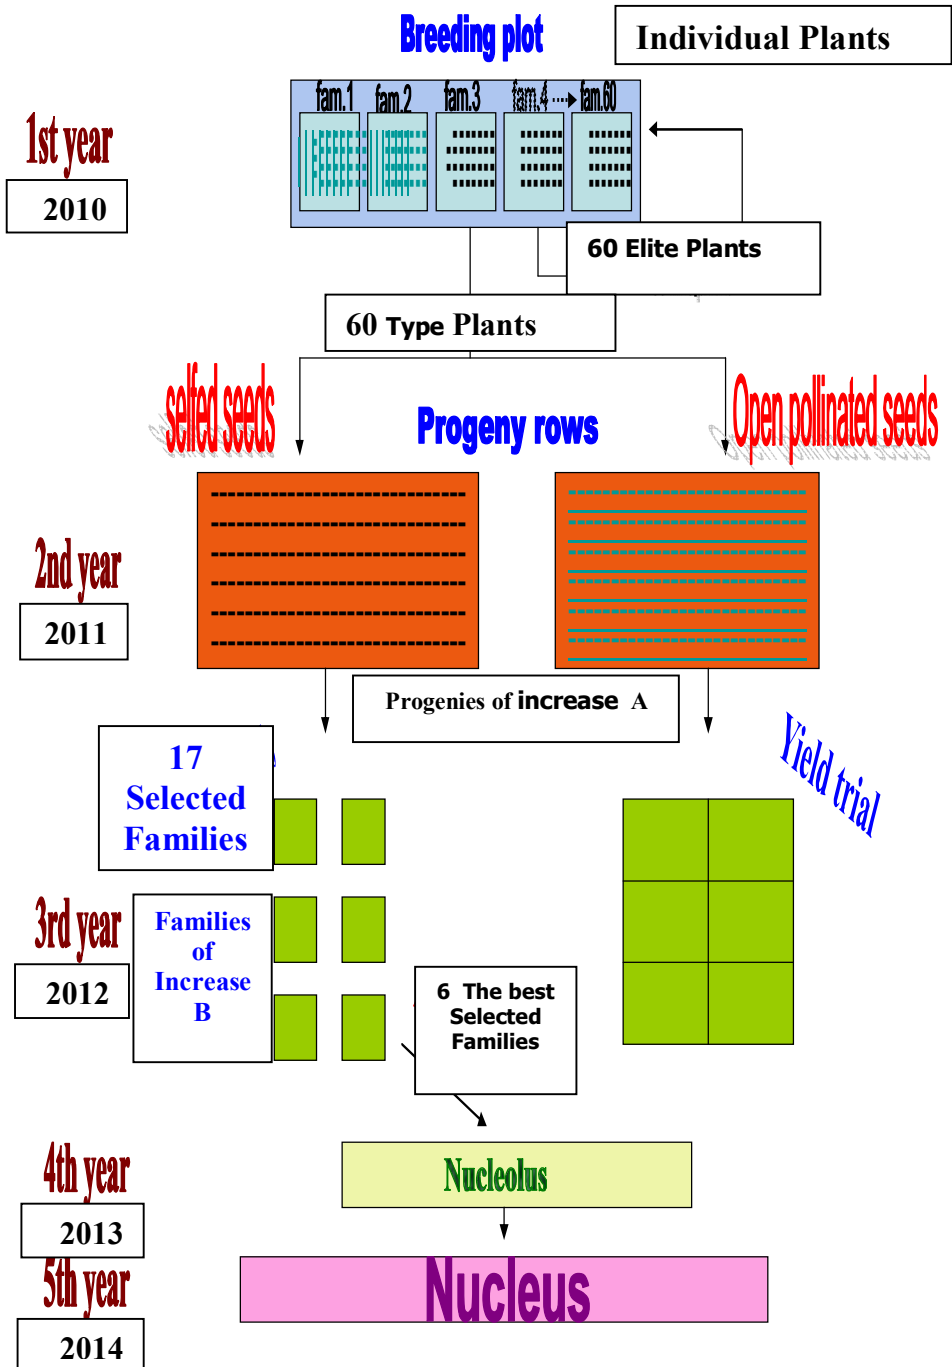 Breeding plot
Individual Plants
fam.1 fam.2 fam.3 fam.4 fam.60
1st year
2010
60 Elite Plants
60 Type Plants
selfed seeds
Open pollinated seeds
Progeny rows
2nd year
2011
Progenies of increase A
17
Selected
Families
Yield trial
3rd year
2012
Families
of
Increase
B
6 The best
Selected
Families
4th year
2013
Nucleolus
5th year
2014
Nucleus